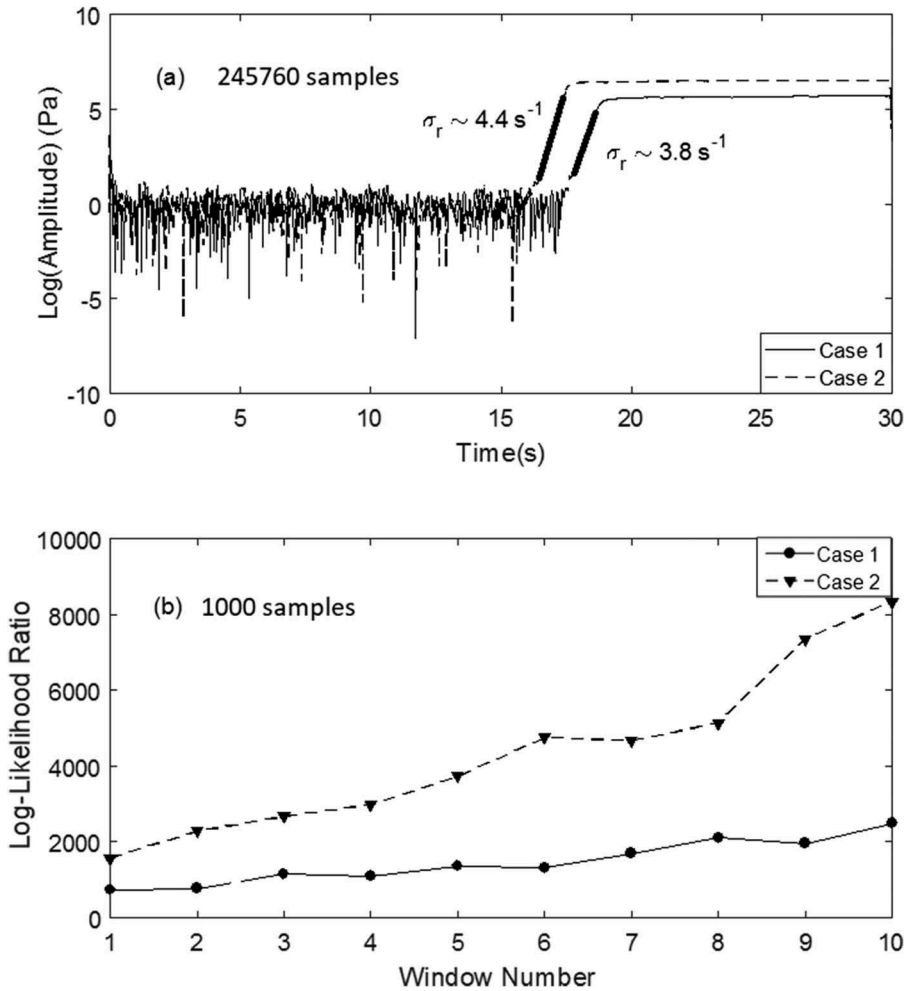 10
(a) 245760 samples
σr ~ 4.4 s-1
5
σr ~ 3.8 s-1
0
-5
-10
Log(Amplitude) (Pa)
Case 1
Case 2
0 5 10 15 20 25 30
Time(s)
10000
Case 1
Case 2
(b) 1000 samples
8000
6000
4000
2000
0
Log-Likelihood Ratio
1 2 3 4 5 6 7 8 9 10
Window Number